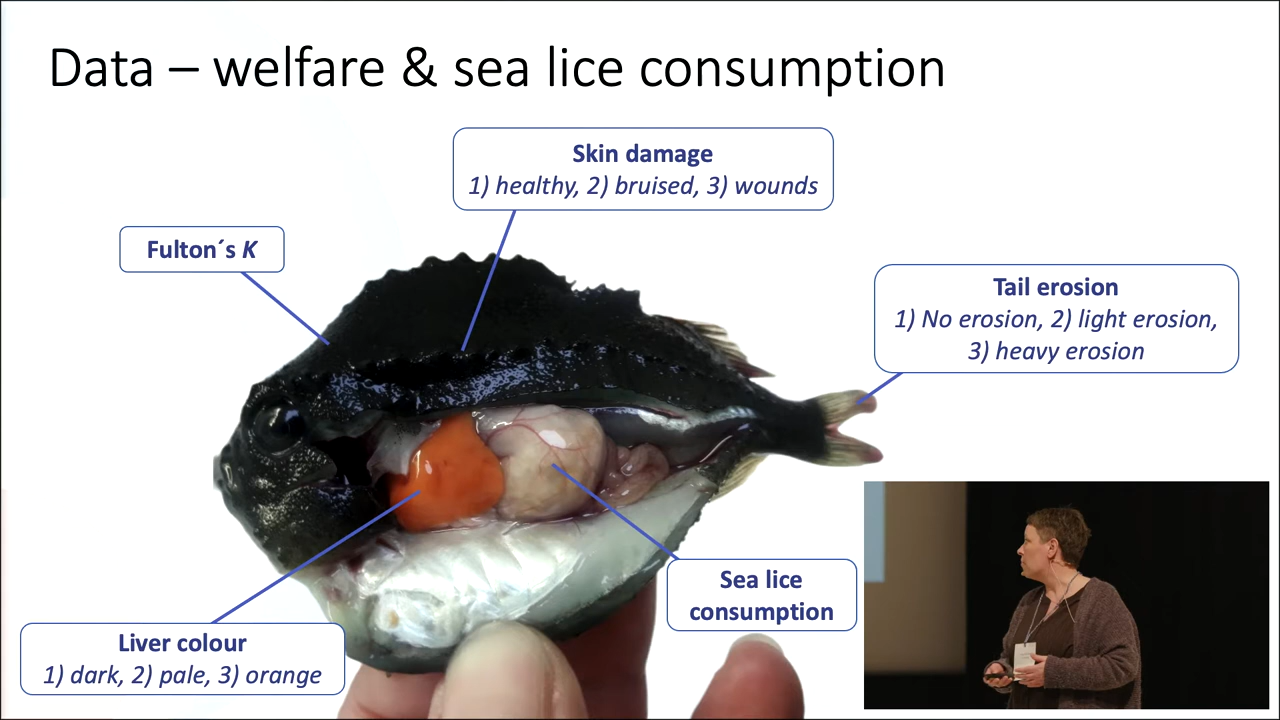 Data – welfare & sea lice consumption
Skin damage
1) healthy, 2) bruised, 3) wounds
Fulton´s K
Tail erosion
1) No erosion, 2) light erosion,
3) heavy erosion
Sea lice
consumption
Liver colour
1) dark, 2) pale, 3) orange